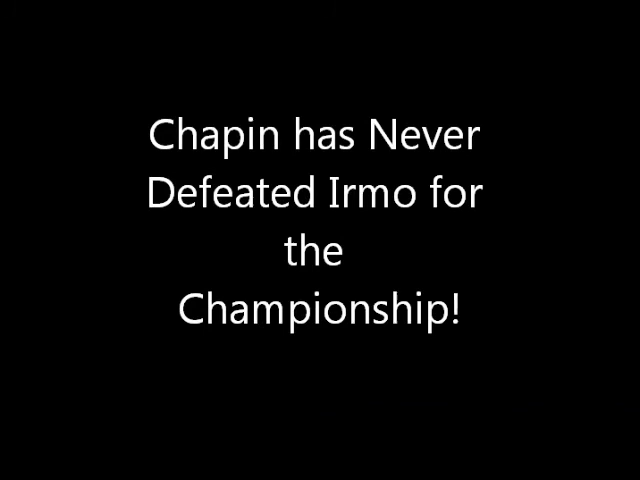 Chapin has Never
Defeated Irmo for
the
Championship!